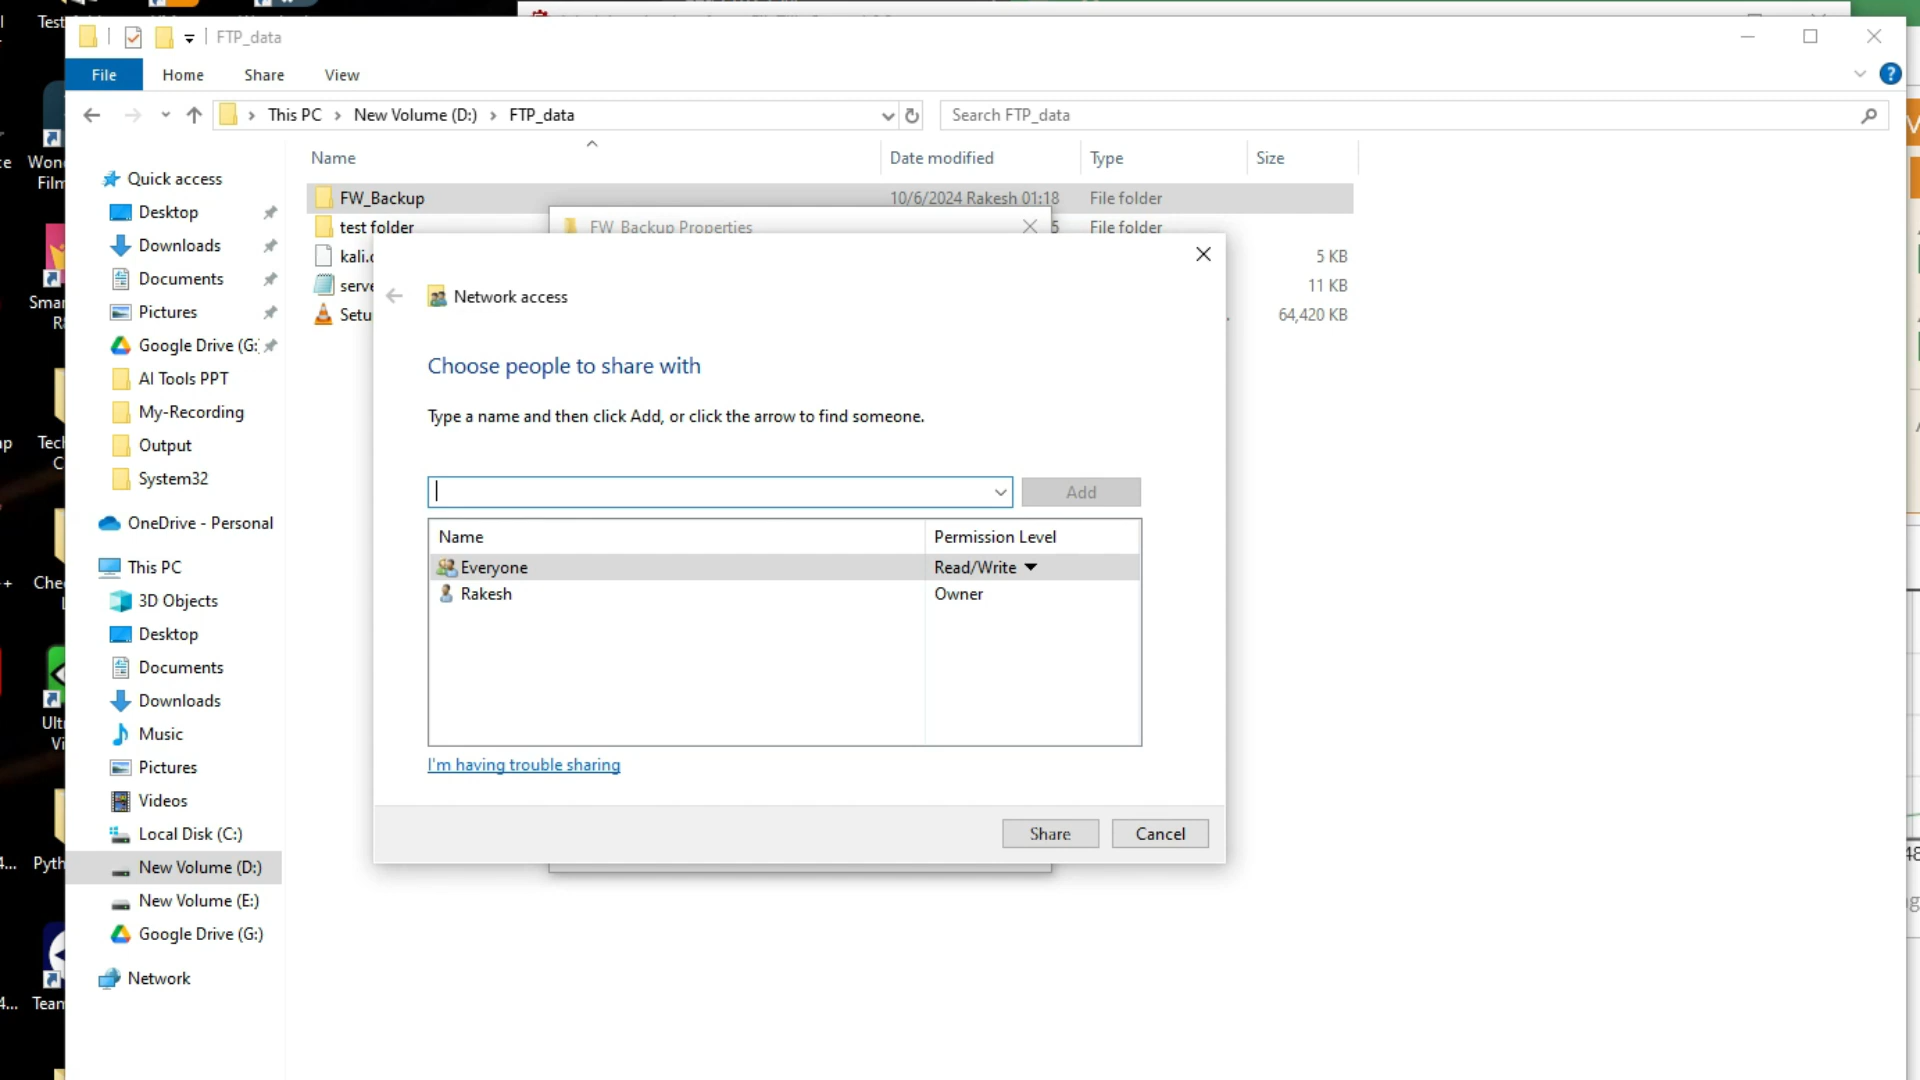 Test
FTP_data
File
Home
Share
View
This PC
New Volume (D:)
FTP_data
Search FTP_data
Name
Date modified
Type
Size
Quick access
Desktop
Downloads
Documents
Pictures
Google Drive (G:
AI Tools PPT
My-Recording
Output
System32
OneDrive - Personal
This PC
3D Objects
Desktop
Documents
Downloads
Music
Pictures
Videos
Local Disk (C:)
New Volume (D:)
New Volume (E:)
Google Drive (G:)
Network
FW_Backup
10/6/2024 Rakesh 01:18
File folder
test folder
File folder
kali.
5 KB
serve
11 KB
Setu
64,420 KB
FW_Backup Properties
Network access
Choose people to share with
Type a name and then click Add, or click the arrow to find someone.
Add
Name
Permission Level
Everyone
Read/Write
Rakesh
Owner
I'm having trouble sharing
Share
Cancel